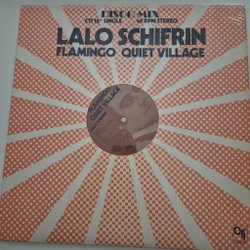 DISCO MIX
CTI 12" SINGLE 45 RPM STEREO
LALO SCHIFRIN
FLAMINGO QUIET VILLAGE